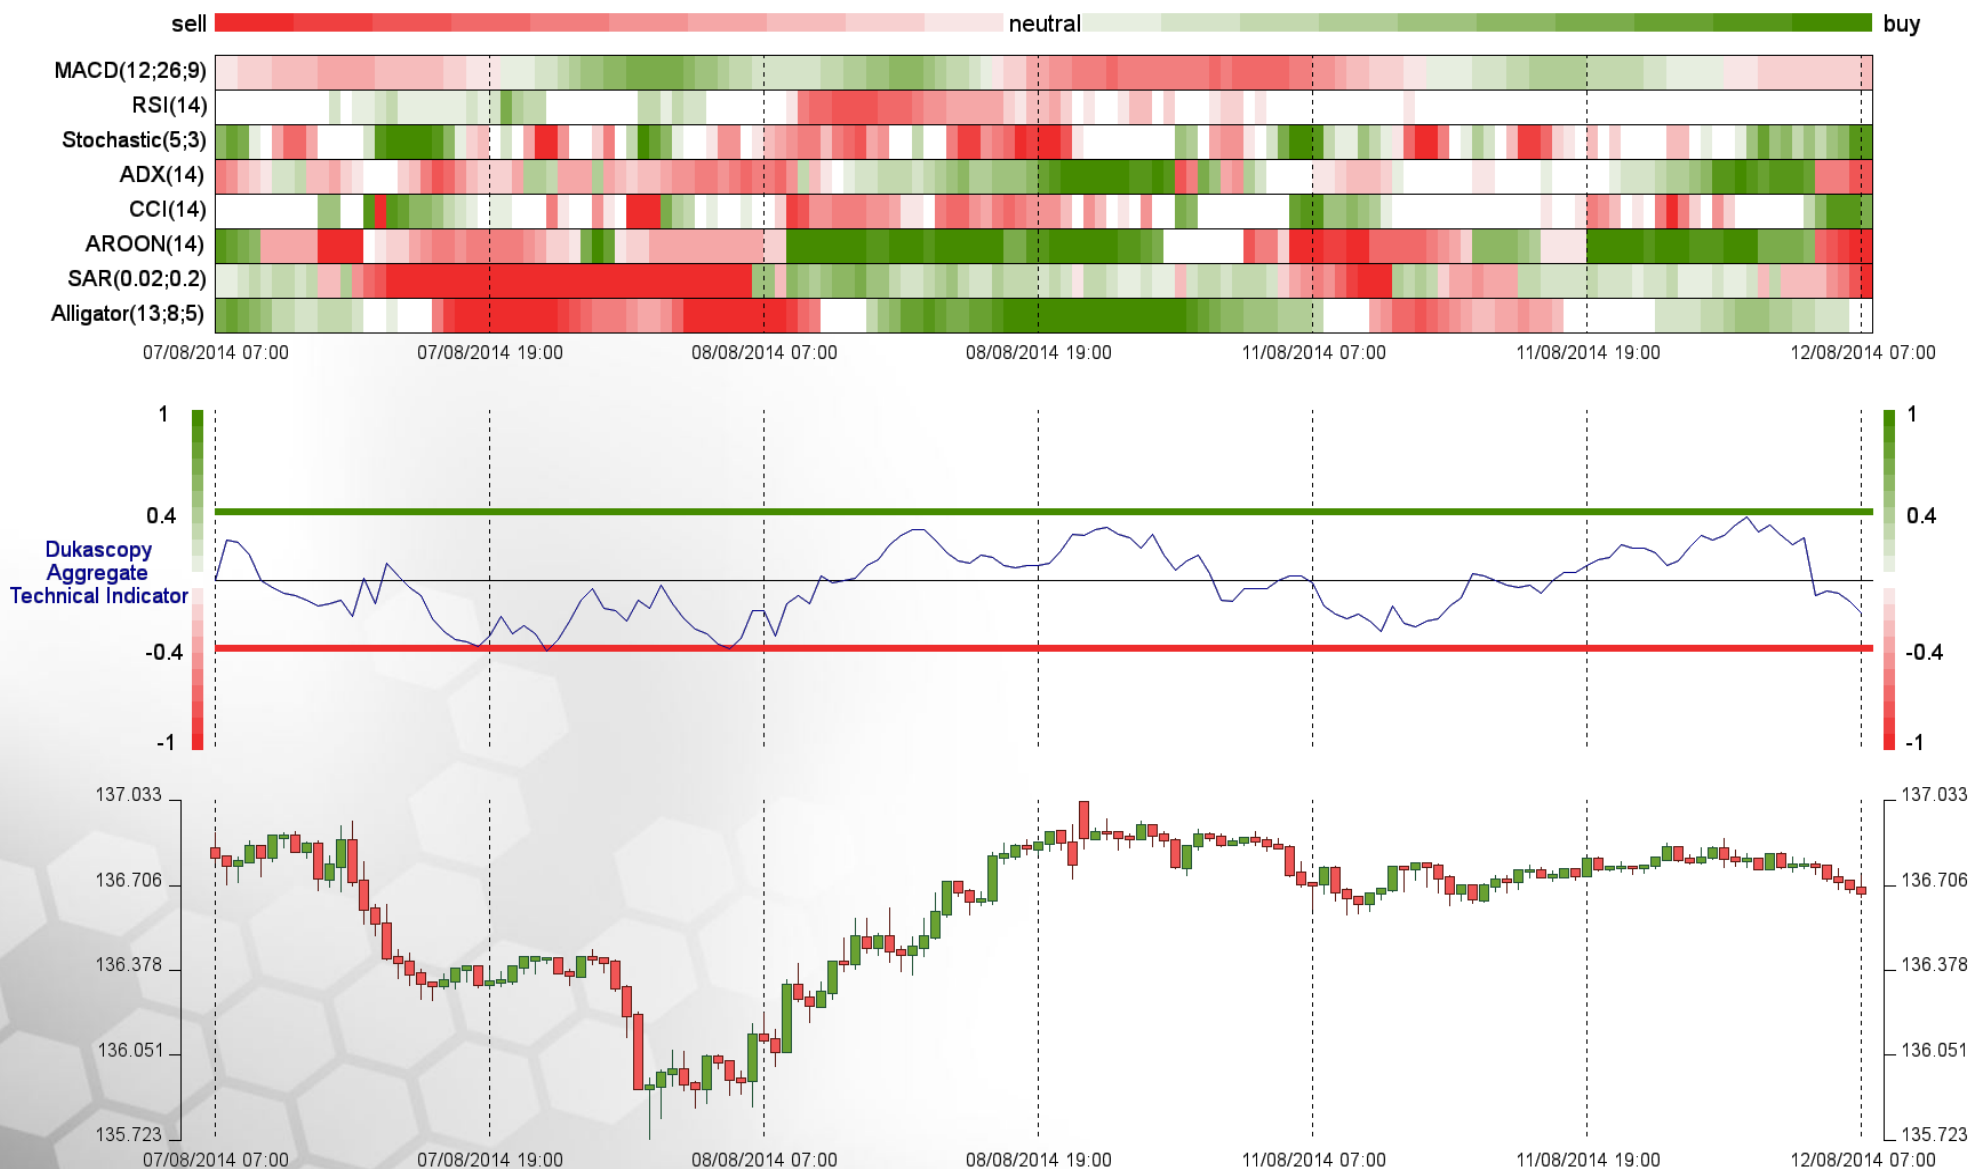 sell neutral buy
MACD(12;26;9)
RSI(14)
Stochastic(5;3)
ADX(14)
CCI(14)
AROON(14)
SAR(0.02;0.2)
Alligator(13;8;5)
07/08/2014 07:00 07/08/2014 19:00 08/08/2014 07:00 08/08/2014 19:00 11/08/2014 07:00 11/08/2014 19:00 12/08/2014 07:00
1 1
0.4 0.4
Dukascopy
Aggregate
Technical Indicator
-0.4 -0.4
-1 -1
137.033 137.033
136.706 136.706
136.378 136.378
136.051 136.051
135.723 135.723
07/08/2014 07:00 07/08/2014 19:00 08/08/2014 07:00 08/08/2014 19:00 11/08/2014 07:00 11/08/2014 19:00 12/08/2014 07:00